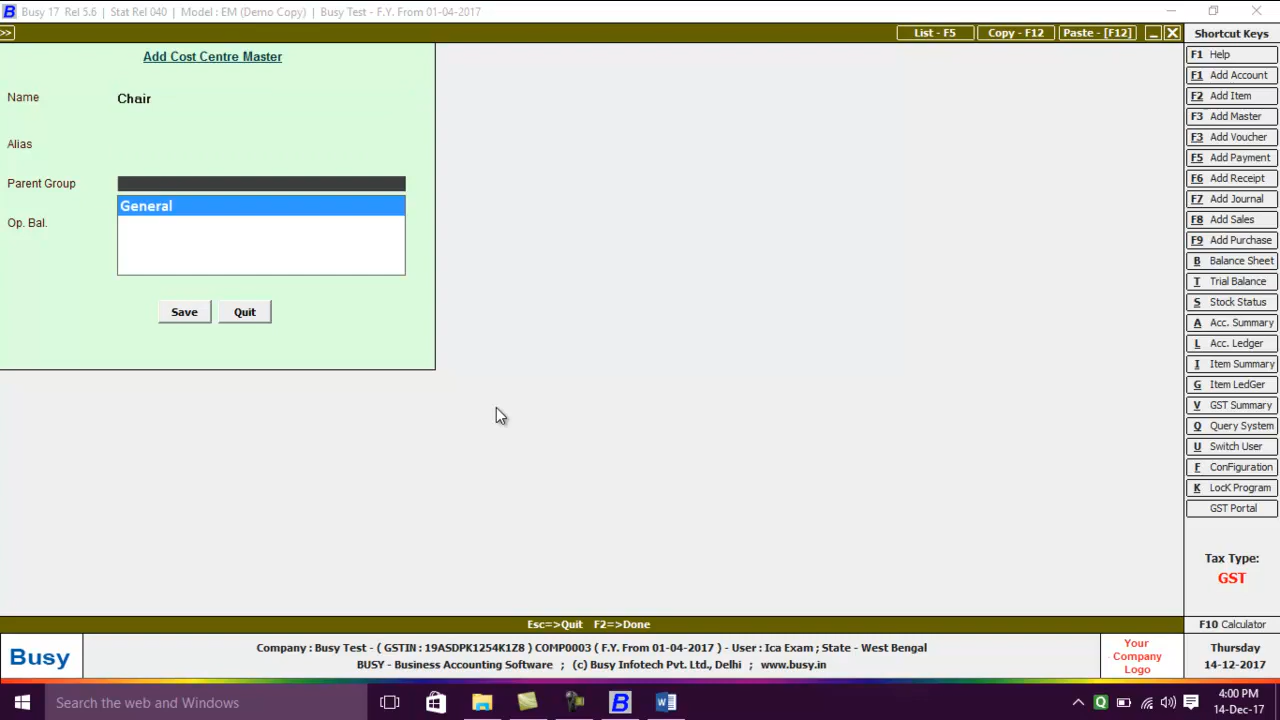 Busy 17 Rel 5.6 | Stat Rel 040 | Model : EM (Demo Copy) | Busy Test - F.Y. From 01-04-2017
>>
List - F5
Copy - F12
Paste - [F12]
Shortcut Keys
Add Cost Centre Master
Name
Chair
Alias
Parent Group
General
Op. Bal.
Save
Quit
F1 Help
F1 Add Account
F2 Add Item
F3 Add Master
F3 Add Voucher
F5 Add Payment
F6 Add Receipt
F7 Add Journal
F8 Add Sales
F9 Add Purchase
B Balance Sheet
T Trial Balance
S Stock Status
A Acc. Summary
L Acc. Ledger
I Item Summary
G Item LedGer
V GST Summary
Q Query System
U Switch User
F ConFiguration
K LocK Program
GST Portal
Tax Type:
GST
Esc=>Quit F2=>Done
F10 Calculator
Busy
Company : Busy Test - ( GSTIN : 19ASDPK1254K1Z8 ) COMP0003 ( F.Y. From 01-04-2017 ) - User : Ica Exam ; State - West Bengal
BUSY - Business Accounting Software ; (c) Busy Infotech Pvt. Ltd., Delhi ; www.busy.in
Your
Company
Logo
Thursday
14-12-2017
Search the web and Windows
4:00 PM
14-Dec-17